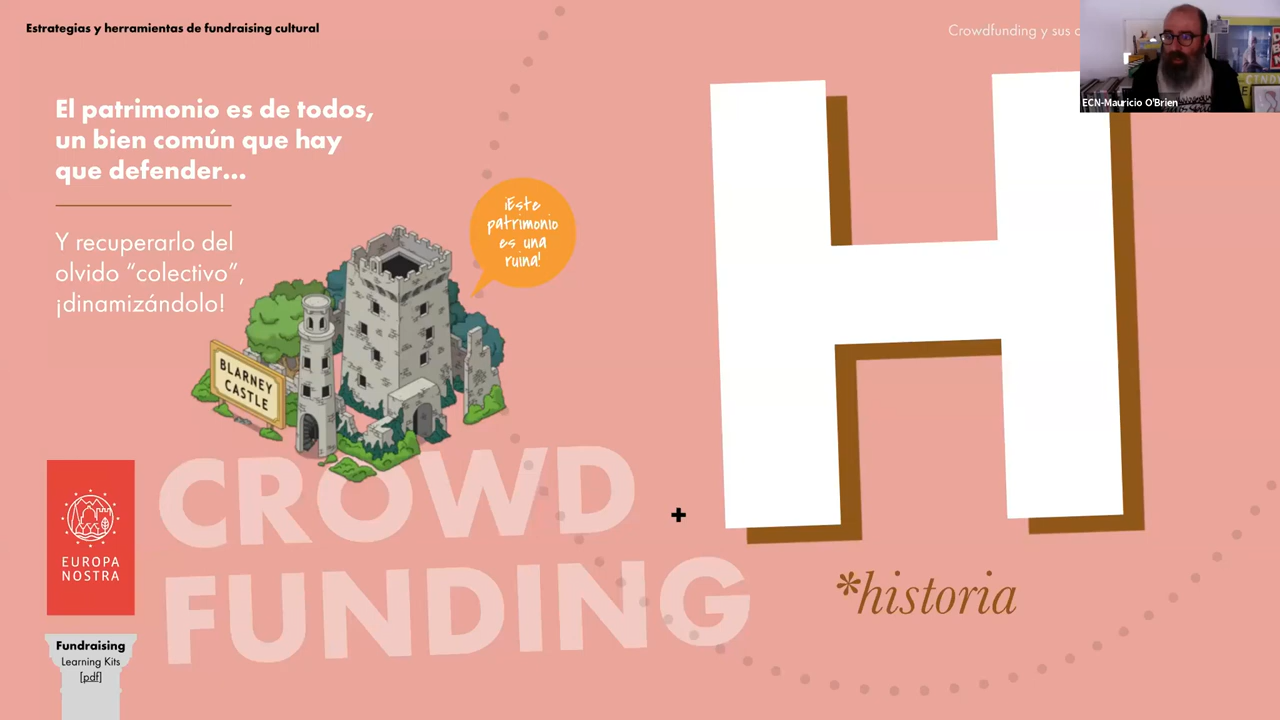 Estrategias y herramientas de fundraising cultural
Crowdfunding y sus
ECN-Mauricio O'Brien
El patrimonio es de todos,
un bien común que hay
que defender...
Y recuperarlo del
olvido “colectivo”,
¡dinamizándolo!
¡Este
patrimonio
es una
ruina!
BLARNEY
CASTLE
H
*historia
CROWD
FUNDING
+
EUROPA
NOSTRA
Fundraising
Learning Kits
[pdf]